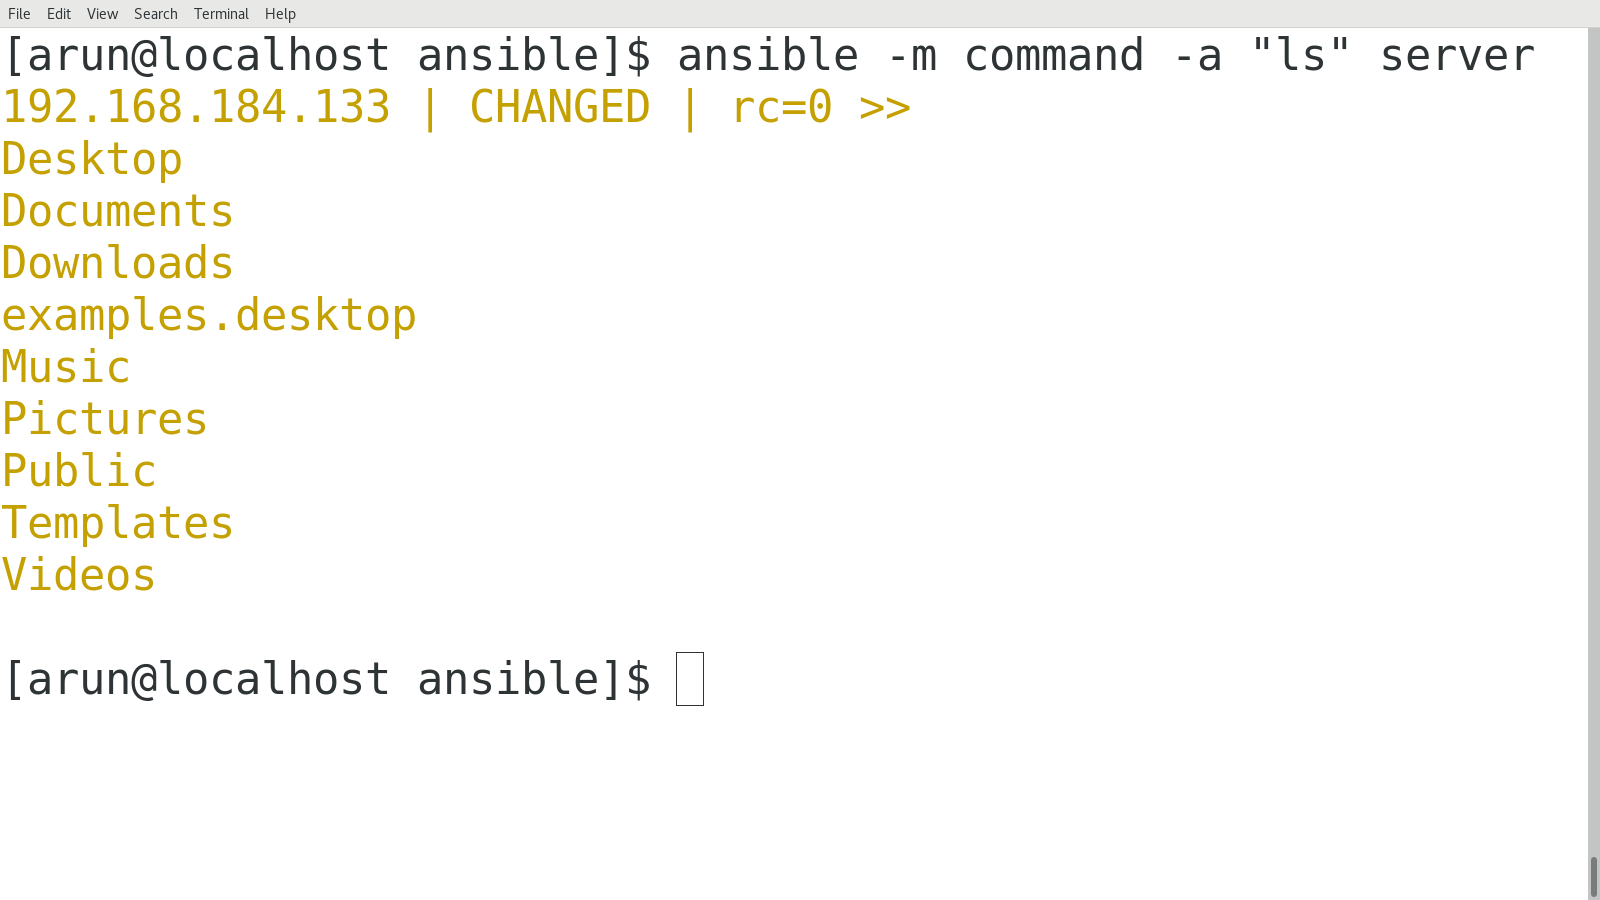 File Edit View Search Terminal Help
[arun@localhost ansible]$ ansible -m command -a "ls" server
192.168.184.133 | CHANGED | rc=0 >>
Desktop
Documents
Downloads
examples.desktop
Music
Pictures
Public
Templates
Videos
[arun@localhost ansible]$